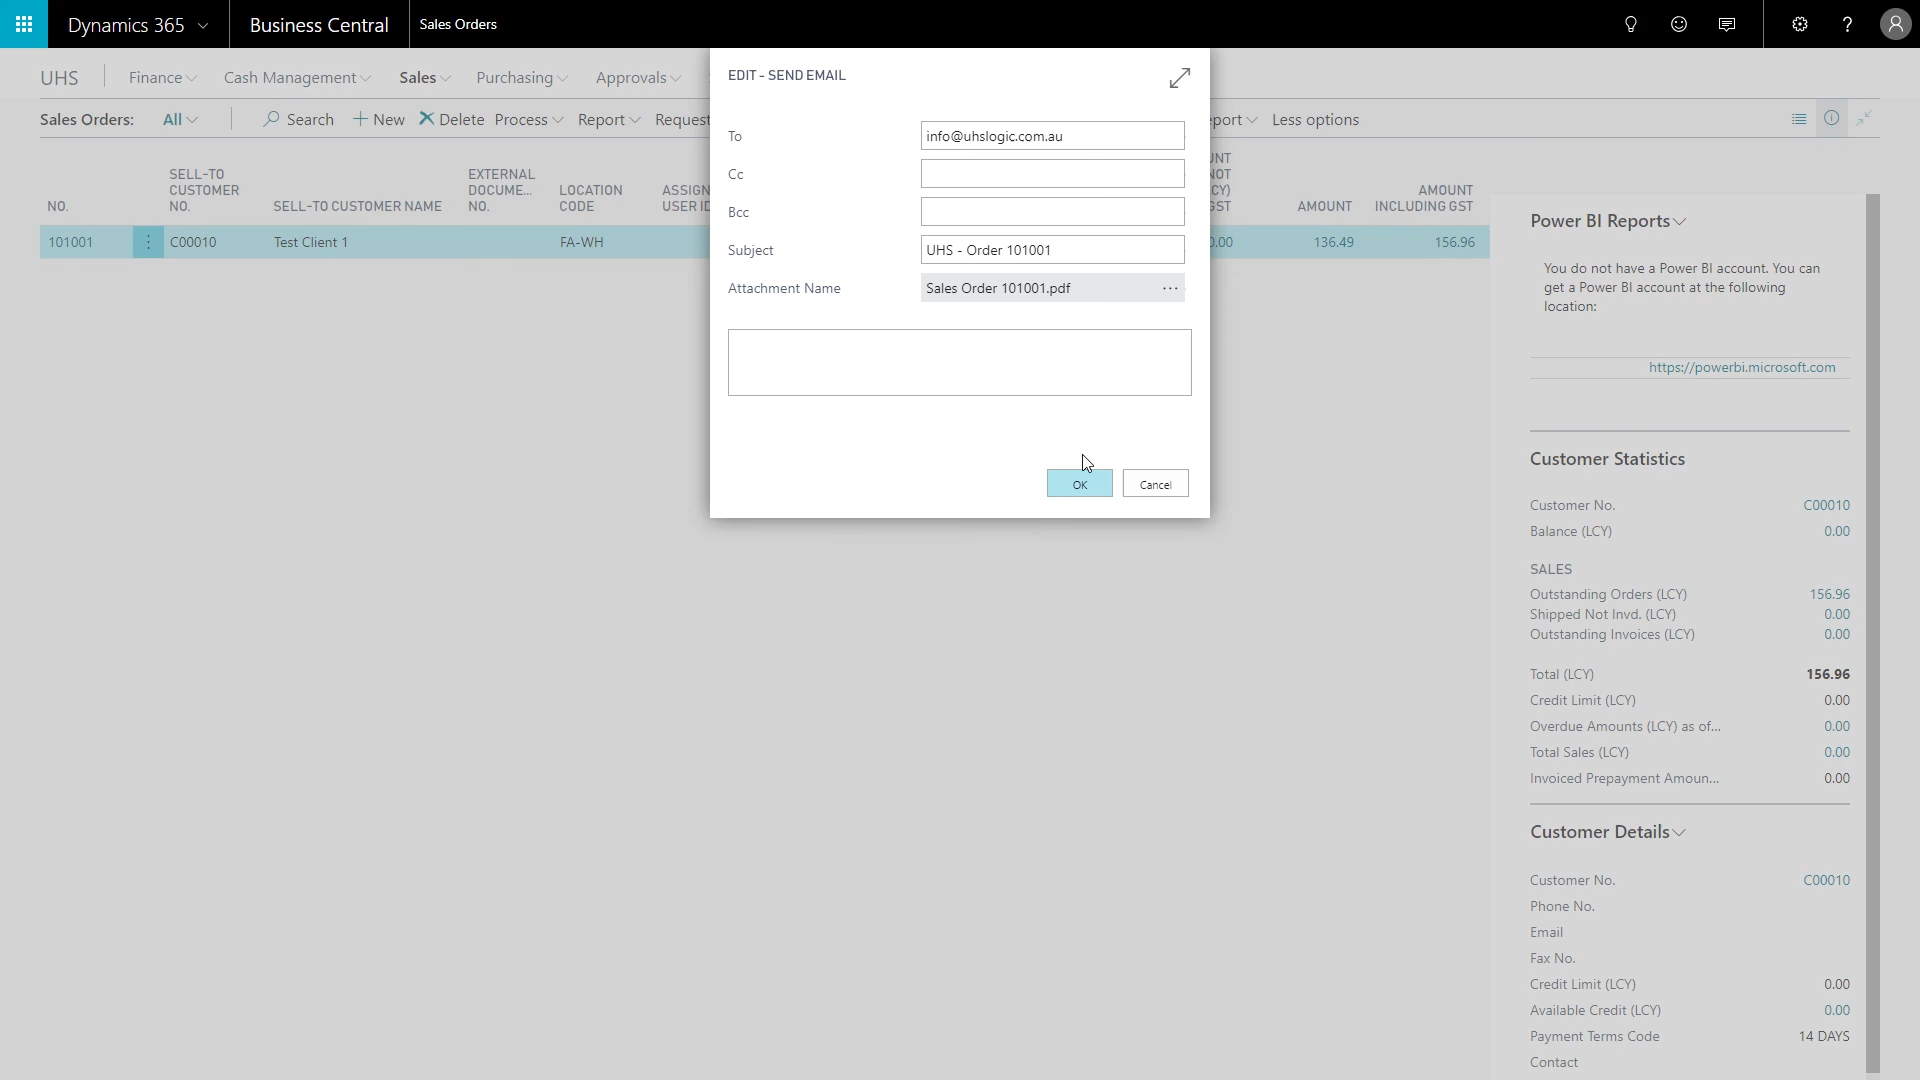 Dynamics 365
Business Central
Sales Orders
?
UHS
Finance
Cash Management
Sales
Purchasing
Approvals
Sales Orders:
All
Search
New
Delete
Process
Report
Request
port
Less options
NO.
SELL-TO
CUSTOMER
NO.
SELL-TO CUSTOMER NAME
EXTERNAL
DOCUME...
NO.
LOCATION
CODE
ASSIGN
USER ID
UNT
NOT
CY)
GST
AMOUNT
AMOUNT
INCLUDING GST
101001
C00010
Test Client 1
FA-WH
0.00
136.49
156.96
EDIT - SEND EMAIL
To
info@uhslogic.com.au
Cc
Bcc
Subject
UHS - Order 101001
Attachment Name
Sales Order 101001.pdf
...
OK
Cancel
Power BI Reports
You do not have a Power BI account. You can
get a Power BI account at the following
location:
https://powerbi.microsoft.com
Customer Statistics
Customer No. C00010
Balance (LCY) 0.00
SALES
Outstanding Orders (LCY) 156.96
Shipped Not Invd. (LCY) 0.00
Outstanding Invoices (LCY) 0.00
Total (LCY) 156.96
Credit Limit (LCY) 0.00
Overdue Amounts (LCY) as of... 0.00
Total Sales (LCY) 0.00
Invoiced Prepayment Amoun... 0.00
Customer Details
Customer No. C00010
Phone No.
Email
Fax No.
Credit Limit (LCY) 0.00
Available Credit (LCY) 0.00
Payment Terms Code 14 DAYS
Contact